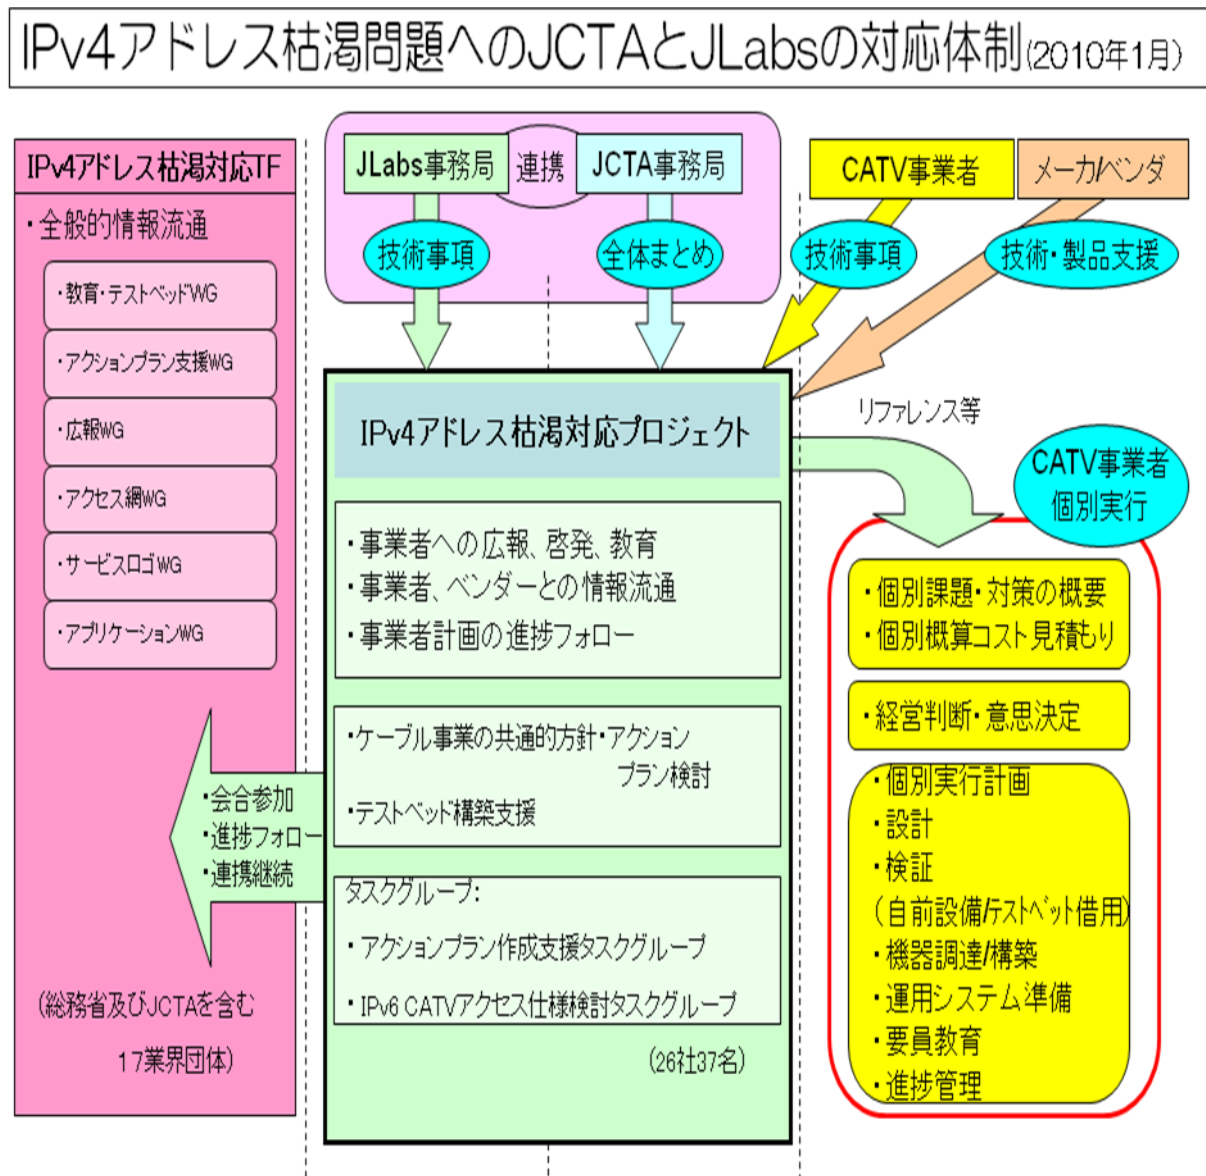 IPv4アドレス枯渇問題へのJCTAとJLabsの対応体制(2010年1月)
IPv4アドレス枯渇対応TF
・全般的情報流通
・教育・テストベッドWG
・アクションプラン支援WG
・広報WG
・アクセス網WG
・サービスロゴWG
・アプリケーションWG
・会合参加
・進捗フォロー
・連携継続
(総務省及びJCTAを含む
17業界団体)
JLabs事務局
連携
JCTA事務局
技術事項
全体まとめ
CATV事業者
メーカ/ベンダ
技術事項
技術・製品支援
IPv4アドレス枯渇対応プロジェクト
・事業者への広報、啓発、教育
・事業者、ベンダーとの情報流通
・事業者計画の進捗フォロー
・ケーブル事業の共通的方針・アクション
プラン検討
・テストベッド構築支援
タスクグループ:
・アクションプラン作成支援タスクグループ
・IPv6 CATVアクセス仕様検討タスクグループ
(26社37名)
リファレンス等
CATV事業者
個別実行
・個別課題・対策の概要
・個別概算コスト見積もり
・経営判断・意思決定
・個別実行計画
・設計
・検証
(自前設備/テストベット借用)
・機器調達/構築
・運用システム準備
・要員教育
・進捗管理